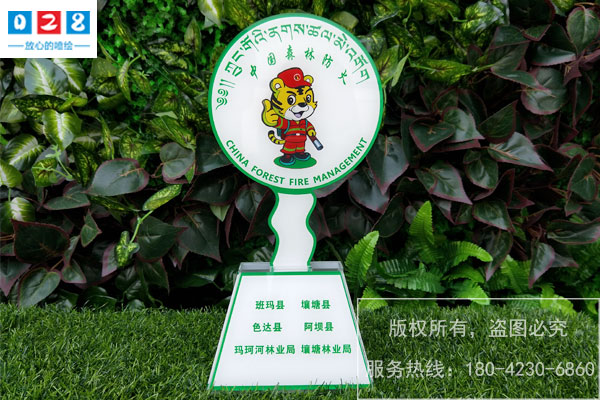 028
放心的喷绘
中国森林防火
CHINA FOREST FIRE MANAGEMENT
班玛县 壤塘县
色达县 阿坝县
玛珂河林业局 壤塘林业局
版权所有，盗图必究
服务热线：180-4230-6860